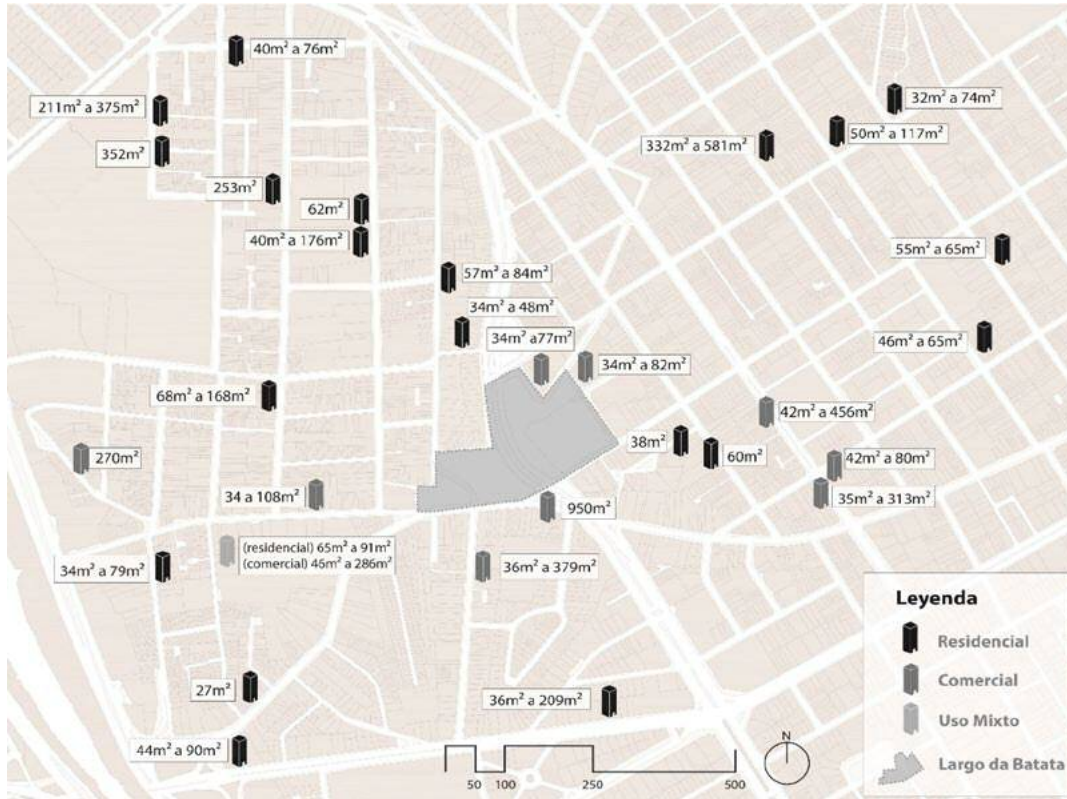 40m² a 76m²
211m² a 375m²
32m² a 74m²
50m² a 117m²
332m² a 581m²
352m²
253m²
62m²
40m² a 176m²
55m² a 65m²
57m² a 84m²
34m² a 48m²
34m² a77m²
46m² a 65m²
34m² a 82m²
68m² a 168m²
42m² a 456m²
38m²
60m²
270m²
42m² a 80m²
34 a 108m²
35m² a 313m²
950m²
(residencial) 65m² a 91m²
(comercial) 46m² a 286m²
34m² a 79m²
36m² a 379m²
27m²
36m² a 209m²
44m² a 90m²
Leyenda
Residencial
Comercial
Uso Mixto
Largo da Batata
N
50 100 250 500